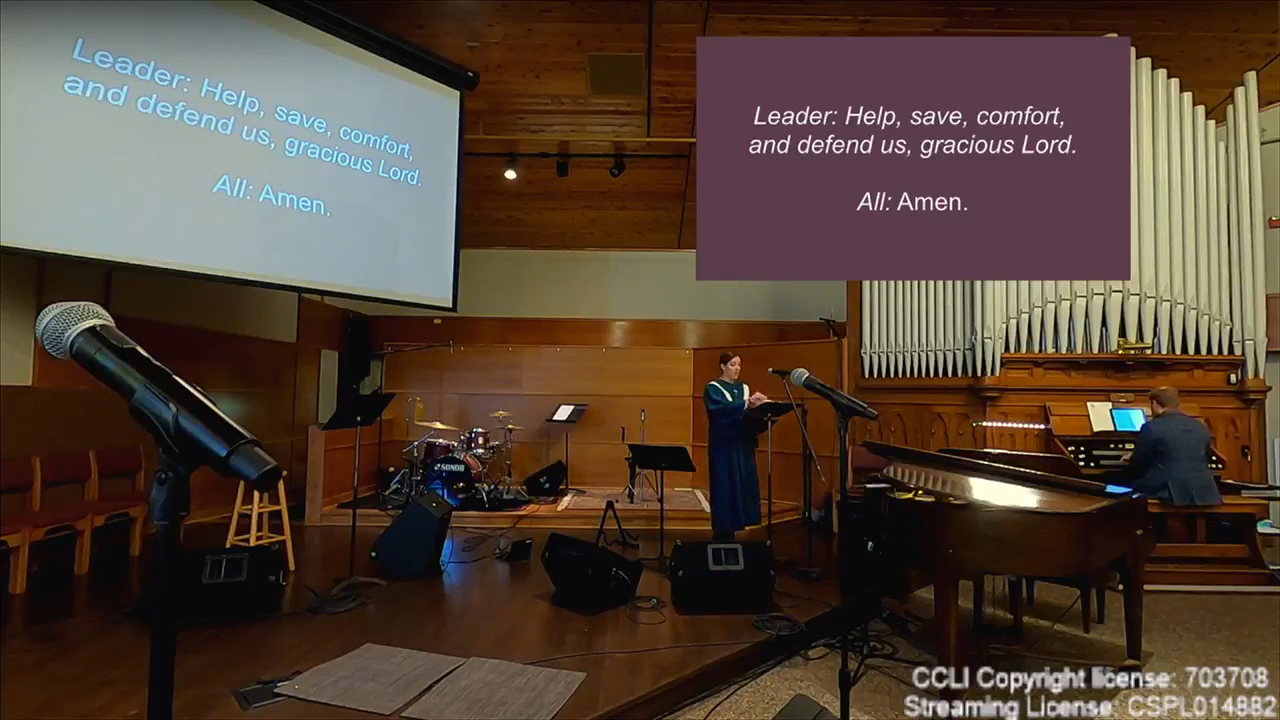 Leader: Help, save, comfort,
and defend us, gracious Lord.
All: Amen.
Leader: Help, save, comfort,
and defend us, gracious Lord.
All: Amen.
SONOR
CCLI Copyright license: 703708
Streaming License: CSPL014882